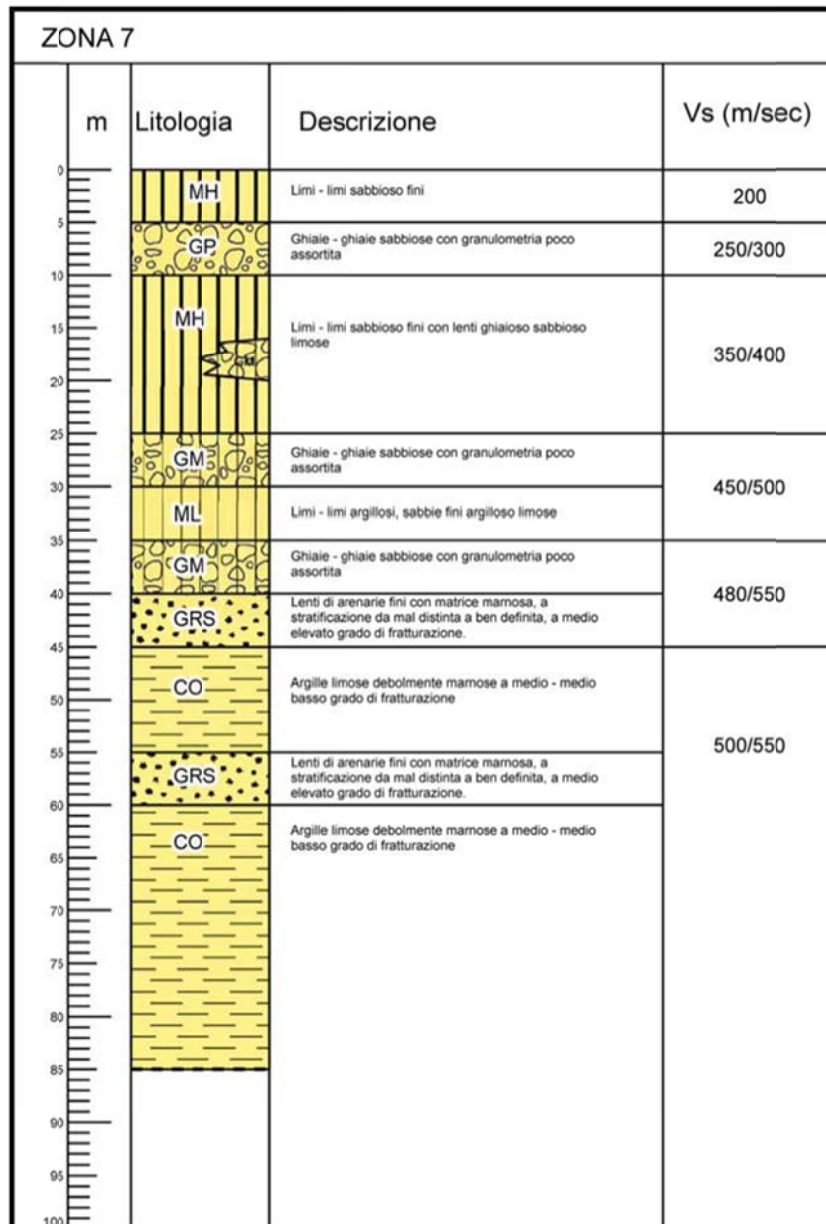 ZONA 7
m
Litologia
Descrizione
Vs (m/sec)
0
MH
Limi - limi sabbioso fini
200
5
GP
Ghiaie - ghiaie sabbiose con granulometria poco
assortita
250/300
10
MH
15
Limi - limi sabbioso fini con lenti ghiaioso sabbioso
limose
350/400
20
25
GM
Ghiaie - ghiaie sabbiose con granulometria poco
assortita
450/500
30
ML
Limi - limi argillosi, sabbie fini argilloso limose
35
GM
Ghiaie - ghiaie sabbiose con granulometria poco
assortita
480/550
40
GRS
Lenti di arenarie fini con matrice marnosa, a
stratificazione da mal distinta a ben definita, a medio
elevato grado di fratturazione.
45
CO
Argille limose debolmente marnose a medio - medio
basso grado di fratturazione
50
500/550
55
GRS
Lenti di arenarie fini con matrice marnosa, a
stratificazione da mal distinta a ben definita, a medio
elevato grado di fratturazione.
60
CO
Argille limose debolmente marnose a medio - medio
basso grado di fratturazione
65
70
75
80
85
90
95
100